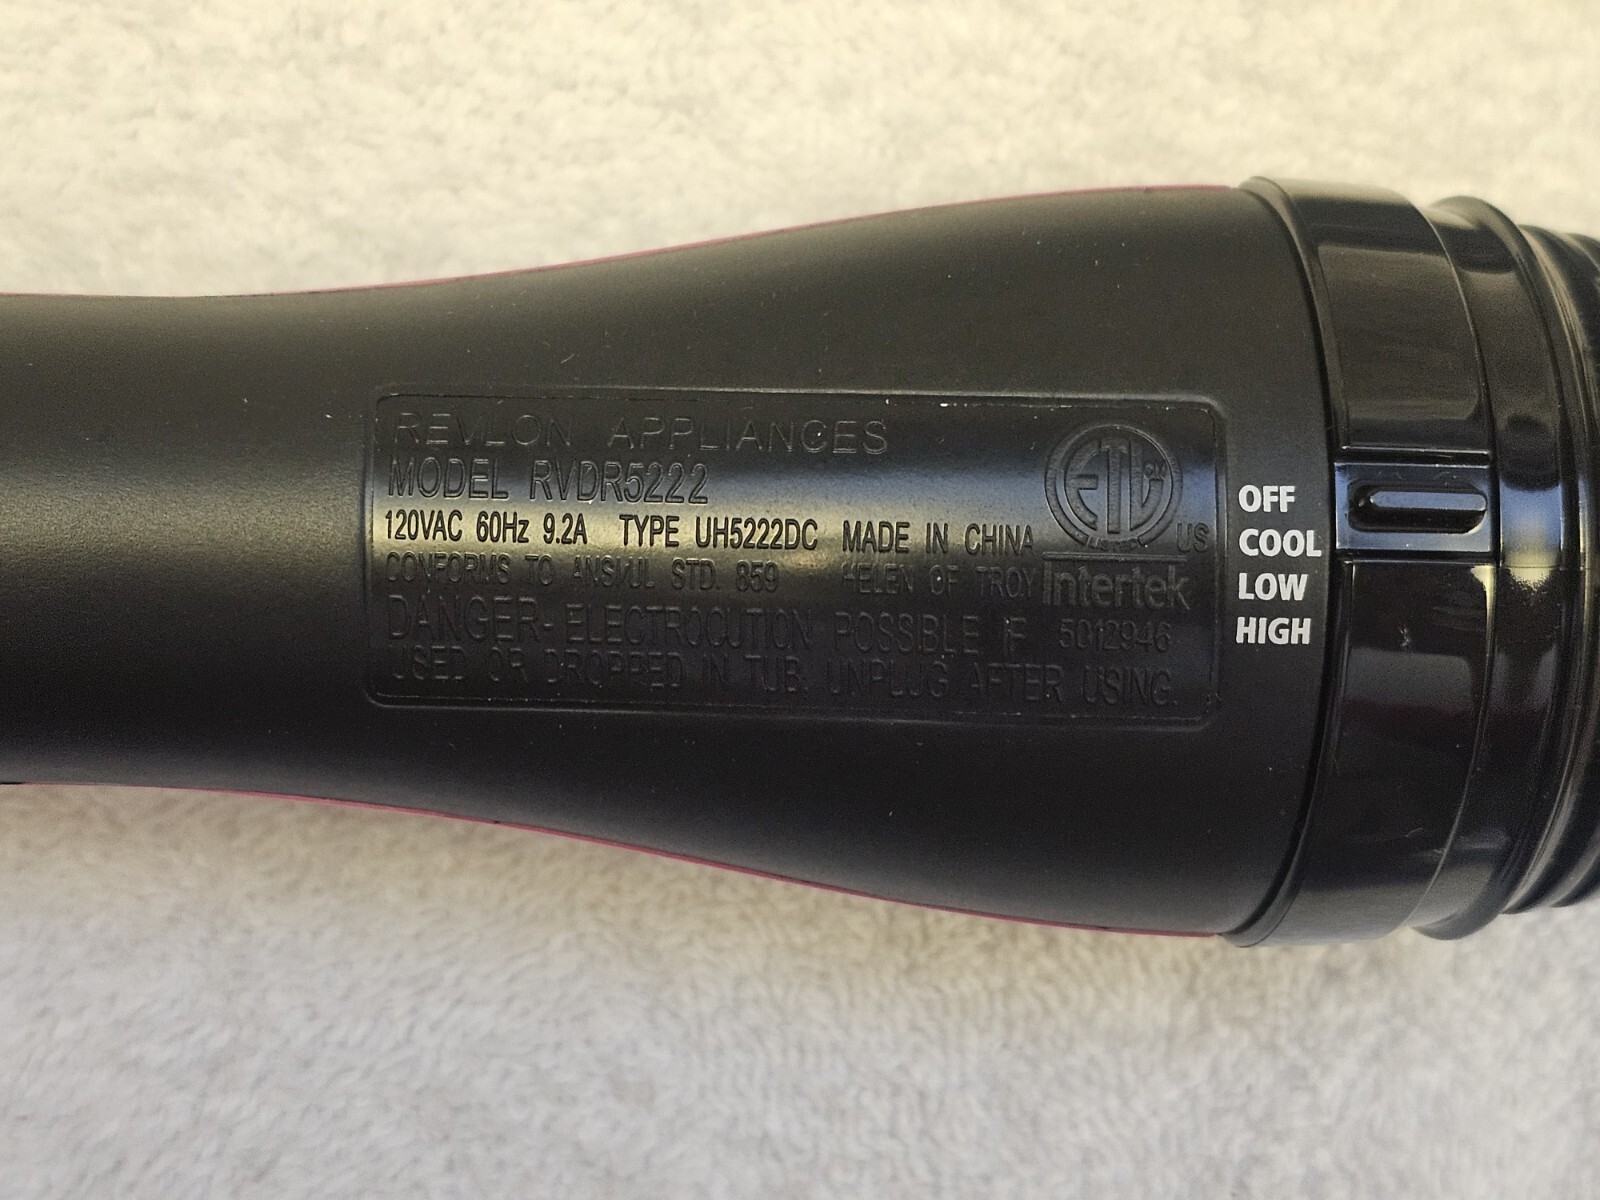 REVLON APPLIANCES
MODEL RVDR5222
120VAC 60Hz 9.2A TYPE UH5222DC MADE IN CHINA
CONFORMS TO ANSI/UL STD. 859 HELEN OF TROY
DANGER- ELECTROCUTION POSSIBLE IF
USED OR DROPPED IN TUB. UNPLUG AFTER USING.
ETL
US
Intertek
5012946
OFF
COOL
LOW
HIGH